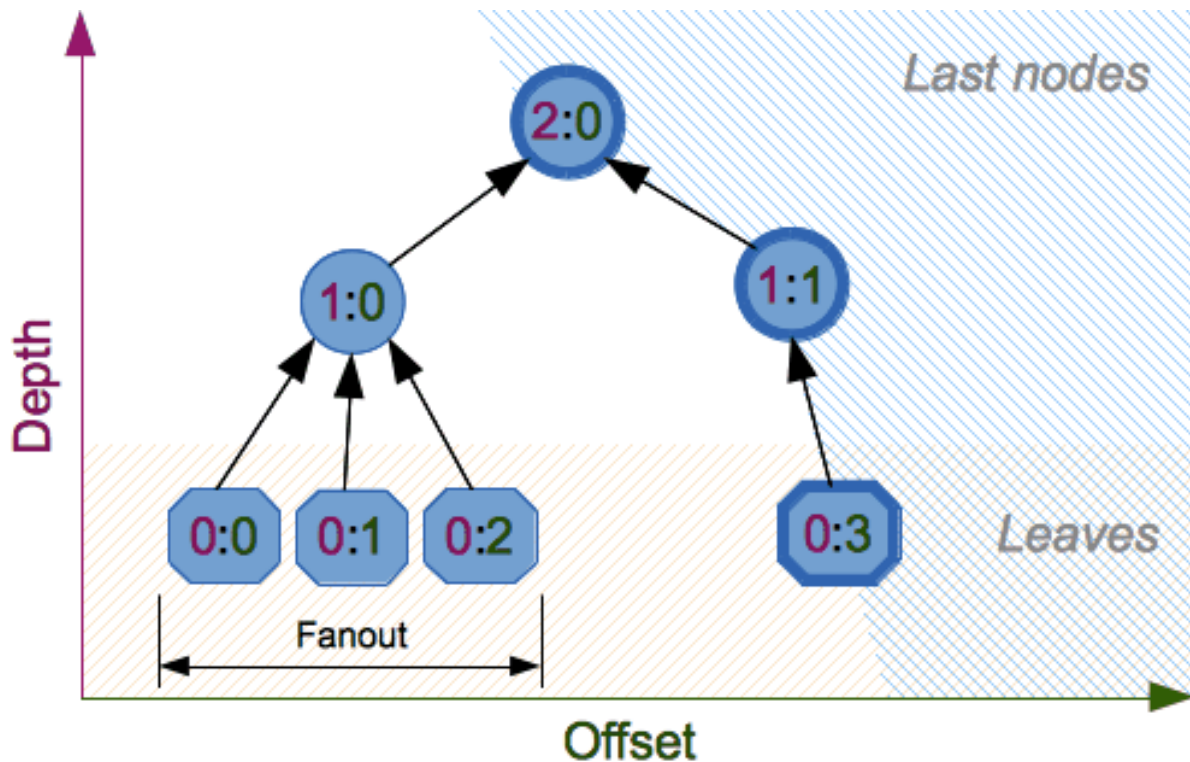 Last nodes
2:0
1:0
1:1
Depth
0:0 0:1 0:2 0:3
Leaves
Fanout
Offset